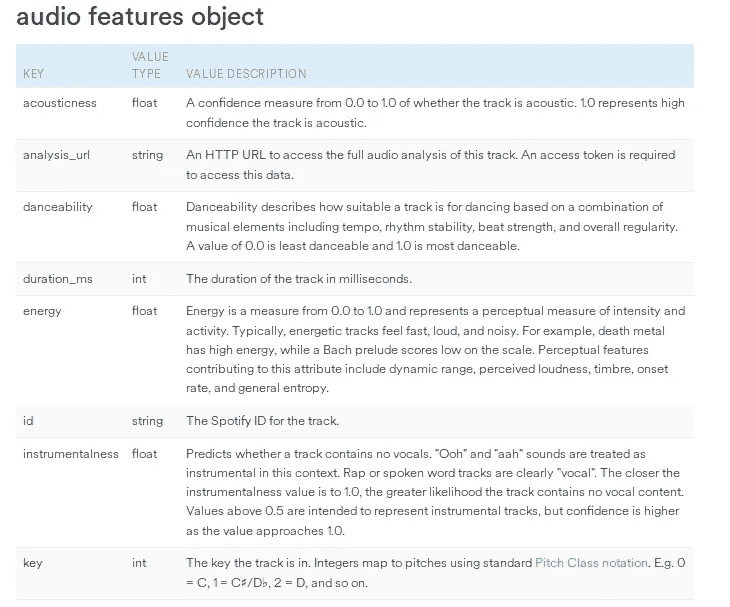 audio features object
KEY VALUE TYPE VALUE DESCRIPTION
acousticness float A confidence measure from 0.0 to 1.0 of whether the track is acoustic. 1.0 represents high
confidence the track is acoustic.
analysis_url string An HTTP URL to access the full audio analysis of this track. An access token is required
to access this data.
danceability float Danceability describes how suitable a track is for dancing based on a combination of
musical elements including tempo, rhythm stability, beat strength, and overall regularity.
A value of 0.0 is least danceable and 1.0 is most danceable.
duration_ms int The duration of the track in milliseconds.
energy float Energy is a measure from 0.0 to 1.0 and represents a perceptual measure of intensity and
activity. Typically, energetic tracks feel fast, loud, and noisy. For example, death metal
has high energy, while a Bach prelude scores low on the scale. Perceptual features
contributing to this attribute include dynamic range, perceived loudness, timbre, onset
rate, and general entropy.
id string The Spotify ID for the track.
instrumentalness float Predicts whether a track contains no vocals. "Ooh" and "aah" sounds are treated as
instrumental in this context. Rap or spoken word tracks are clearly "vocal". The closer the
instrumentalness value is to 1.0, the greater likelihood the track contains no vocal content.
Values above 0.5 are intended to represent instrumental tracks, but confidence is higher
as the value approaches 1.0.
key int The key the track is in. Integers map to pitches using standard Pitch Class notation. E.g. 0
= C, 1 = C♯/D♭, 2 = D, and so on.